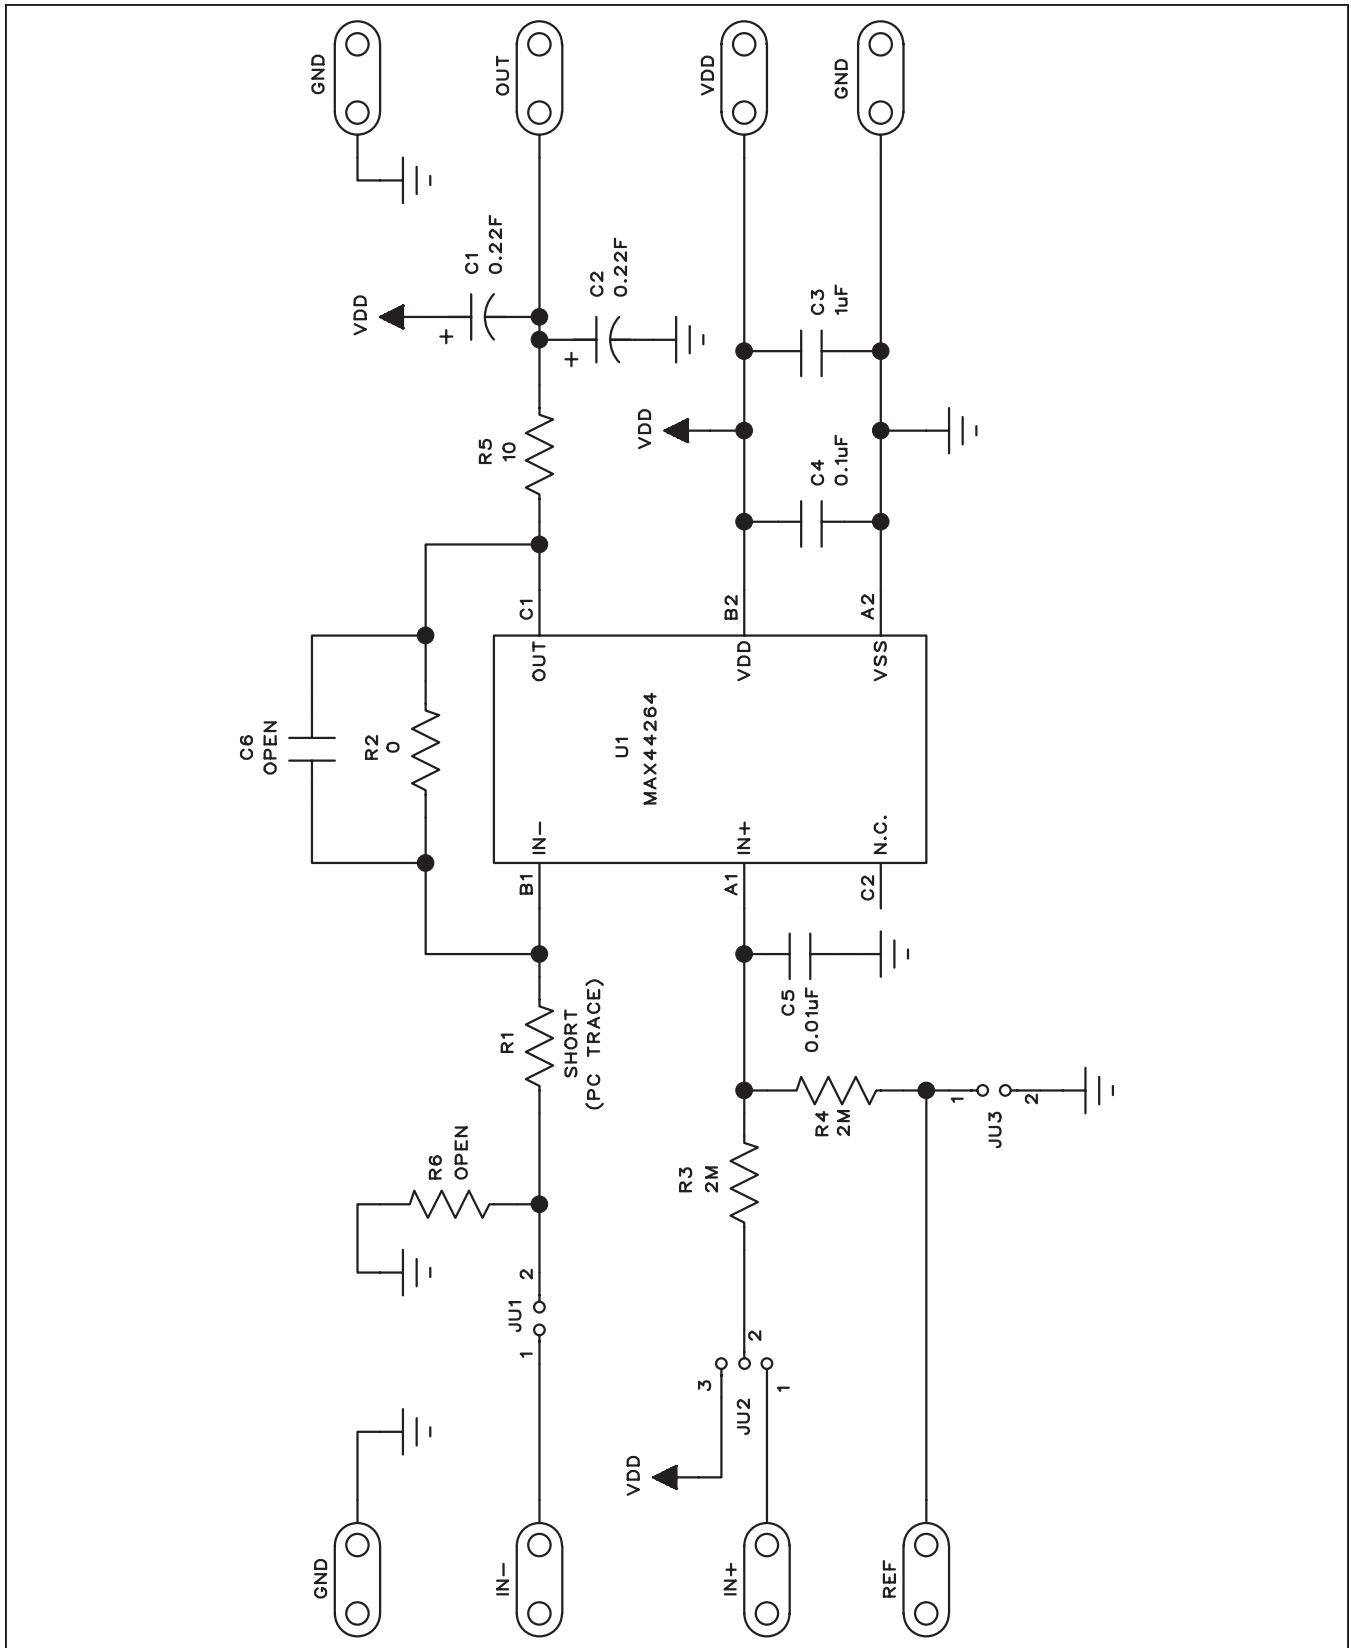 GND
OUT
VDD
GND
VDD
+
C1
0.22F
+
C2
0.22F
R5
10
VDD
C3
1uF
C4
0.1uF
C6
OPEN
R2
0
C1
B2
A2
OUT
VDD
VSS
U1
MAX44264
IN–
IN+
N.C.
B1
A1
C2
R1
SHORT
(PC TRACE)
C5
0.01uF
R6
OPEN
R3
2M
R4
2M
1
2
JU3
2
JU1
1
2
3
1
JU2
VDD
GND
IN–
IN+
REF